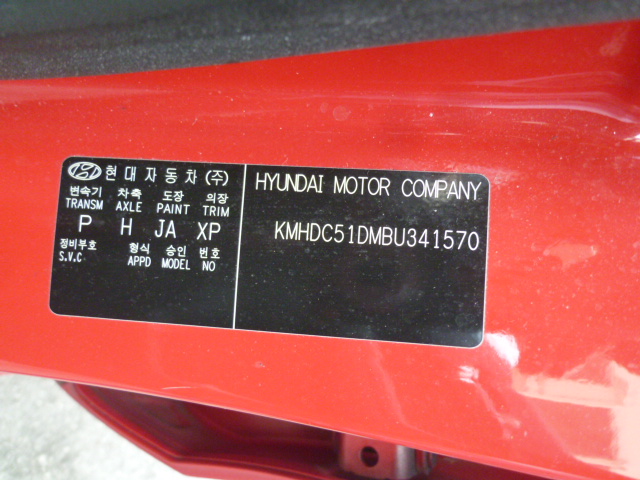 현대자동차(주)
변속기 차축 도장 의장
TRANSM AXLE PAINT TRIM
P H JA XP
정비부호 형식 승인 번호
S.V.C APPD MODEL NO
HYUNDAI MOTOR COMPANY
KMHDC51DMBU341570